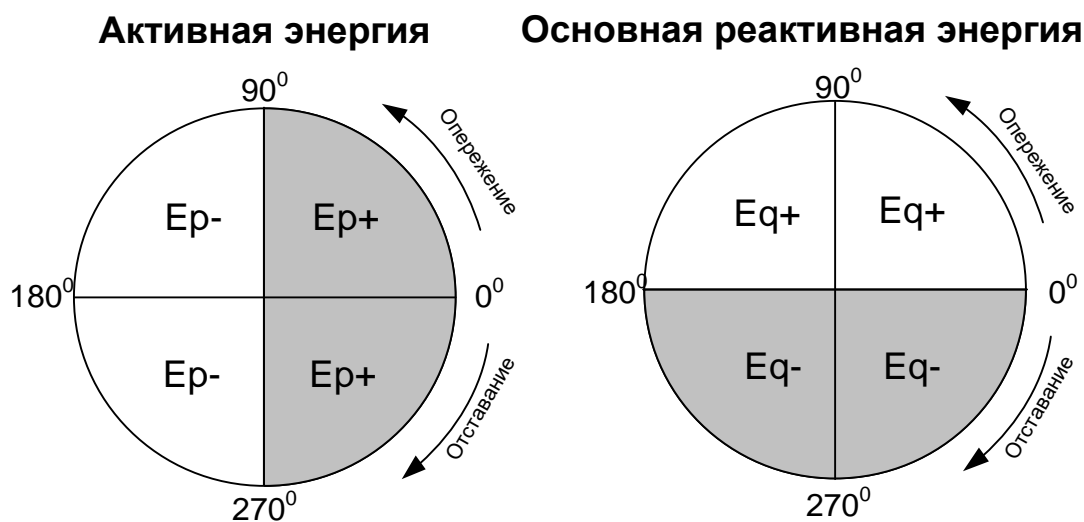 Активная энергия
90⁰
Опережение
Ep-
Ep+
180⁰
0⁰
Ep-
Ep+
Отставание
270⁰
Основная реактивная энергия
90⁰
Опережение
Eq+
Eq+
180⁰
0⁰
Eq-
Eq-
Отставание
270⁰